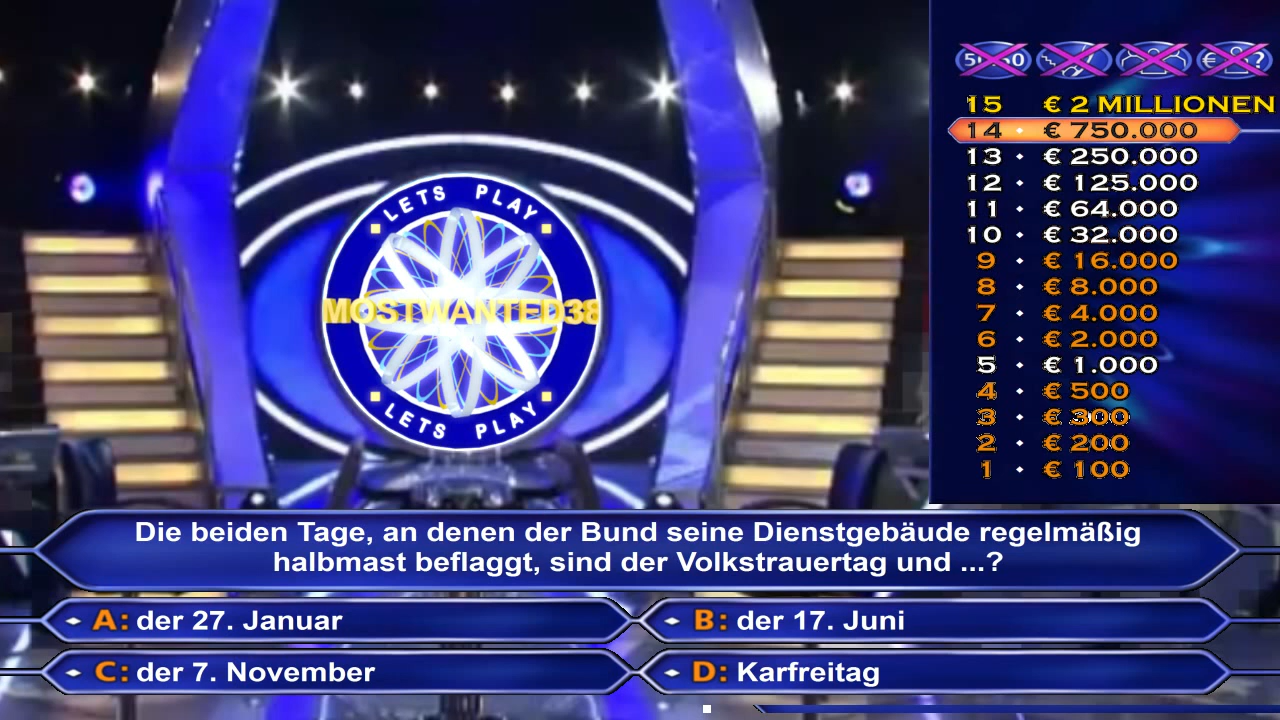 LETS PLAY
MOSTWANTED38
LETS PLAY
15 € 2 MILLIONEN
14 · € 750.000
13 · € 250.000
12 · € 125.000
11 · € 64.000
10 · € 32.000
9 · € 16.000
8 · € 8.000
7 · € 4.000
6 · € 2.000
5 · € 1.000
4 · € 500
3 · € 300
2 · € 200
1 · € 100
Die beiden Tage, an denen der Bund seine Dienstgebäude regelmäßig
halbmast beflaggt, sind der Volkstrauertag und ...?
A: der 27. Januar
B: der 17. Juni
C: der 7. November
D: Karfreitag